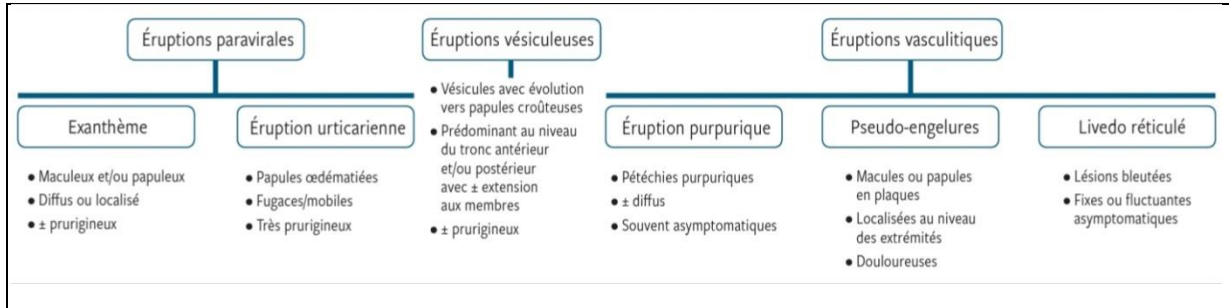 Éruptions paravirales
Éruptions vésiculeuses
Éruptions vasculitiques
Exanthème
• Maculeux et/ou papuleux
• Diffus ou localisé
• ± prurigineux
Éruption urticarienne
• Papules œdématiées
• Fugaces/mobiles
• Très prurigineux
• Vésicules avec évolution
vers papules croûteuses
• Prédominant au niveau
du tronc antérieur
et/ou postérieur
avec ± extension
aux membres
• ± prurigineux
Éruption purpurique
• Pétéchies purpuriques
• ± diffus
• Souvent asymptomatiques
Pseudo-engelures
• Macules ou papules
en plaques
• Localisées au niveau
des extrémités
• Douloureuses
Livedo réticulé
• Lésions bleutées
• Fixes ou fluctuantes
asymptomatiques